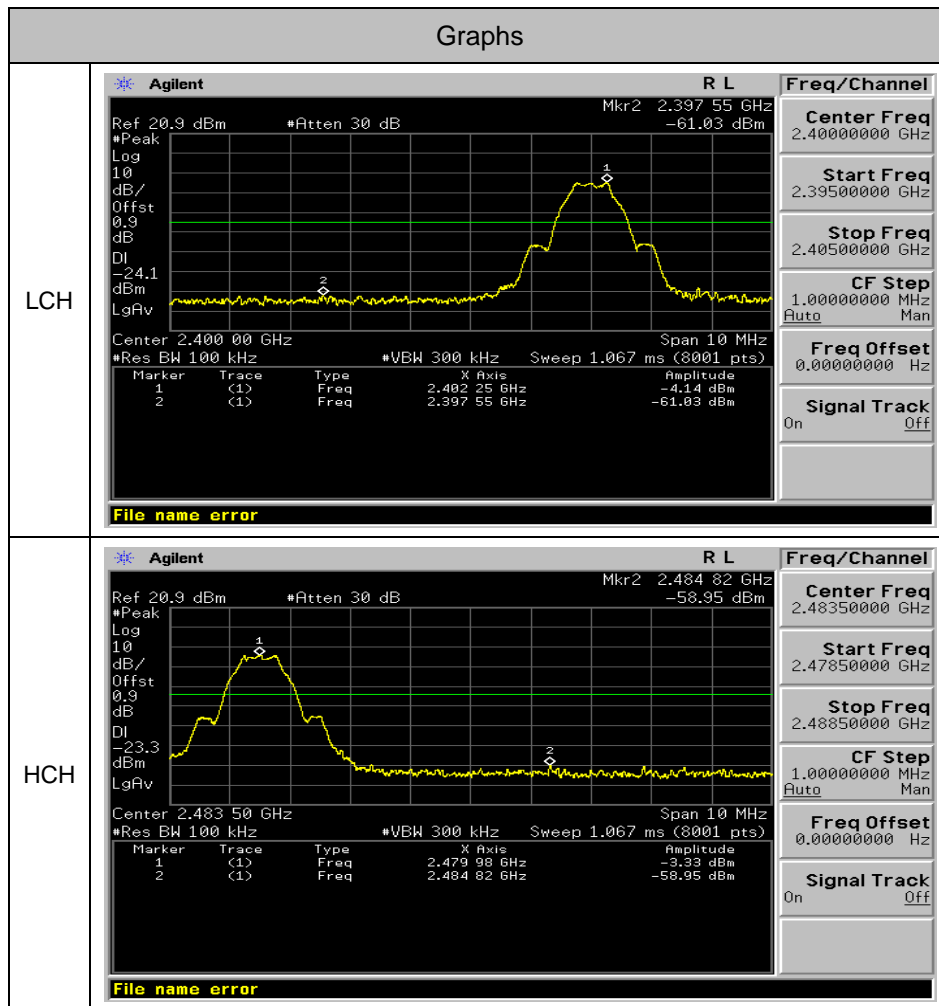 Graphs
LCH
Agilent R L Freq/Channel
Mkr2 2.397 55 GHz
Ref 20.9 dBm #Atten 30 dB -61.03 dBm
#Peak
Log
10
dB/
Offst
0.9
dB
DI
-24.1
dBm
LgAv
1
2
Center 2.400 00 GHz Span 10 MHz
#Res BW 100 kHz #VBW 300 kHz Sweep 1.067 ms (8001 pts)
Marker Trace Type X Axis Amplitude
1 (1) Freq 2.402 25 GHz -4.14 dBm
2 (1) Freq 2.397 55 GHz -61.03 dBm
File name error
Center Freq
2.40000000 GHz
Start Freq
2.39500000 GHz
Stop Freq
2.40500000 GHz
CF Step
1.00000000 MHz
Auto Man
Freq Offset
0.00000000 Hz
Signal Track
On Off
HCH
Agilent R L Freq/Channel
Mkr2 2.484 82 GHz
Ref 20.9 dBm #Atten 30 dB -58.95 dBm
#Peak
Log
10
dB/
Offst
0.9
dB
DI
-23.3
dBm
LgAv
1
2
Center 2.483 50 GHz Span 10 MHz
#Res BW 100 kHz #VBW 300 kHz Sweep 1.067 ms (8001 pts)
Marker Trace Type X Axis Amplitude
1 (1) Freq 2.479 98 GHz -3.33 dBm
2 (1) Freq 2.484 82 GHz -58.95 dBm
File name error
Center Freq
2.48350000 GHz
Start Freq
2.47850000 GHz
Stop Freq
2.48850000 GHz
CF Step
1.00000000 MHz
Auto Man
Freq Offset
0.00000000 Hz
Signal Track
On Off